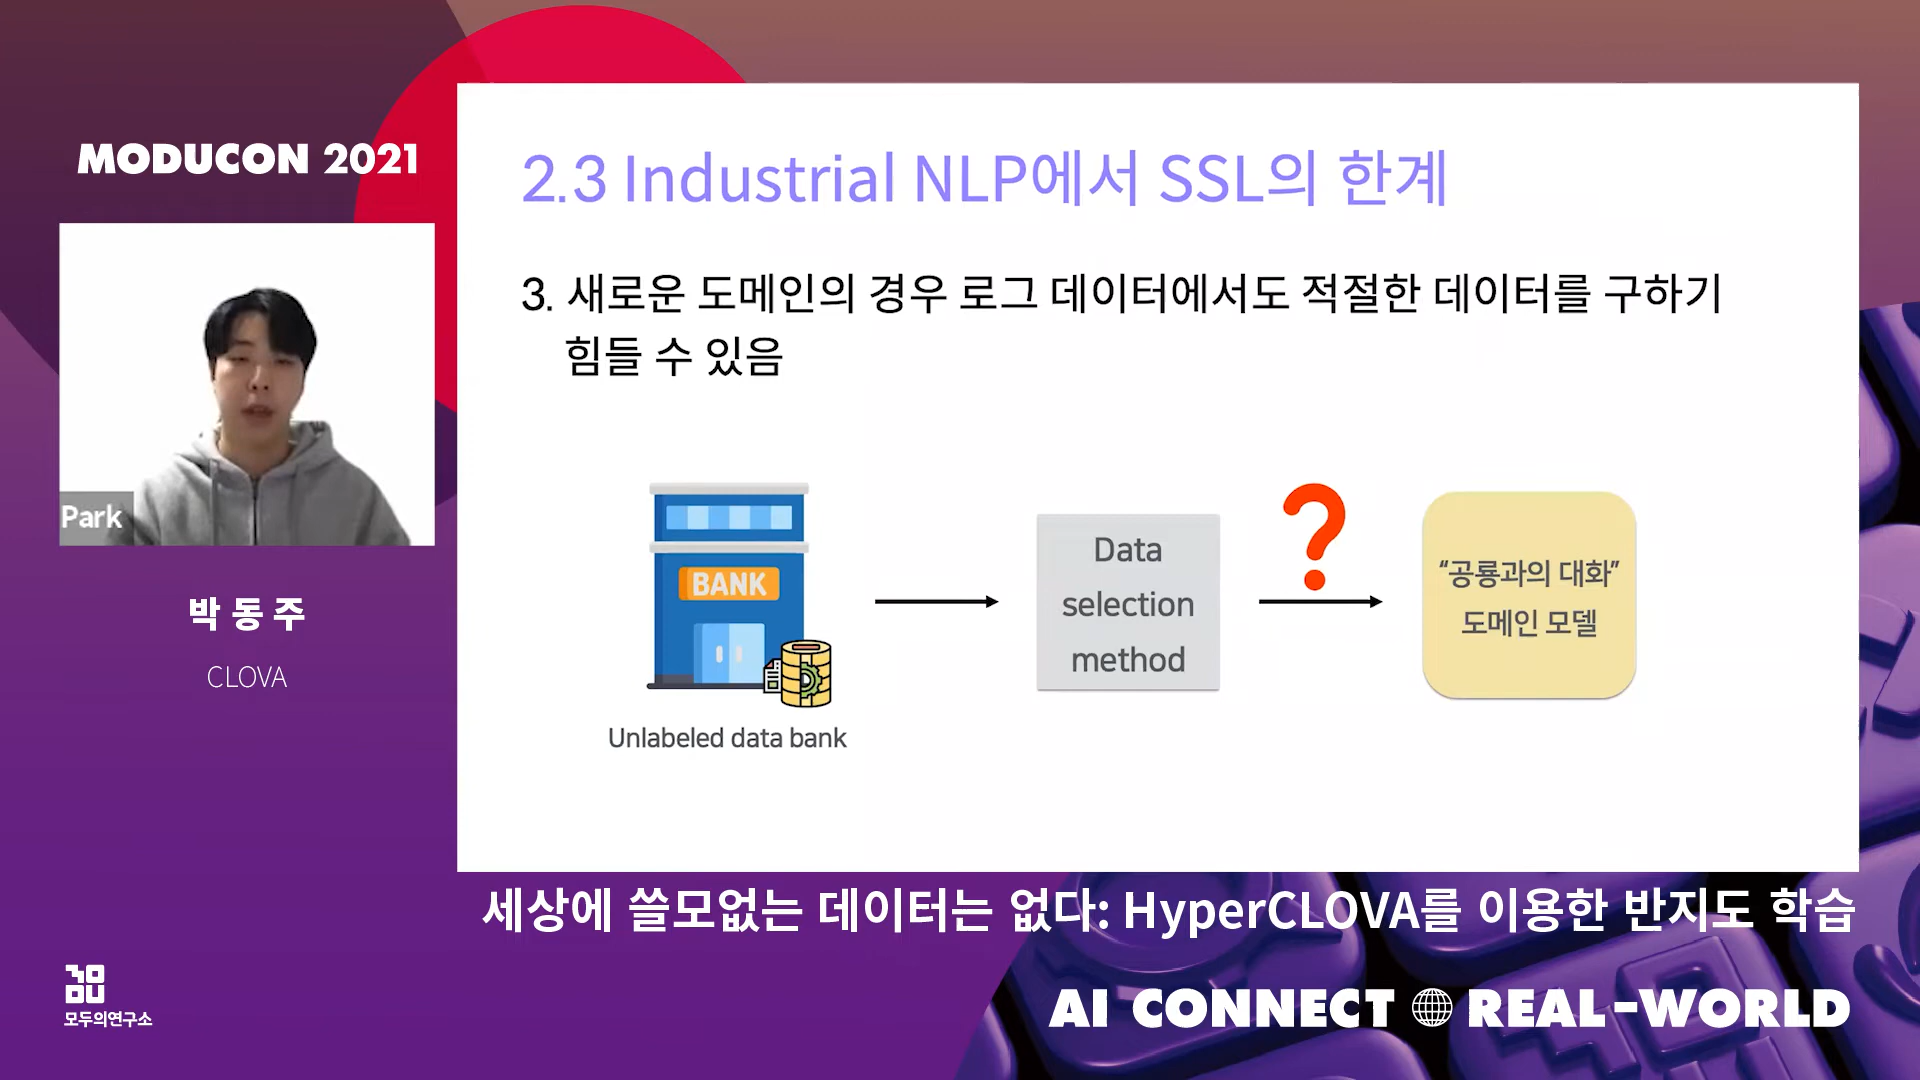 MODUCON 2021
Park
박동주
CLOVA
2.3 Industrial NLP에서 SSL의 한계
3. 새로운 도메인의 경우 로그 데이터에서도 적절한 데이터를 구하기
힘들 수 있음
BANK
Unlabeled data bank
Data
selection
method
?
“공룡과의 대화”
도메인 모델
세상에 쓸모없는 데이터는 없다: HyperCLOVA를 이용한 반지도 학습
모두의연구소
AI CONNECT REAL-WORLD